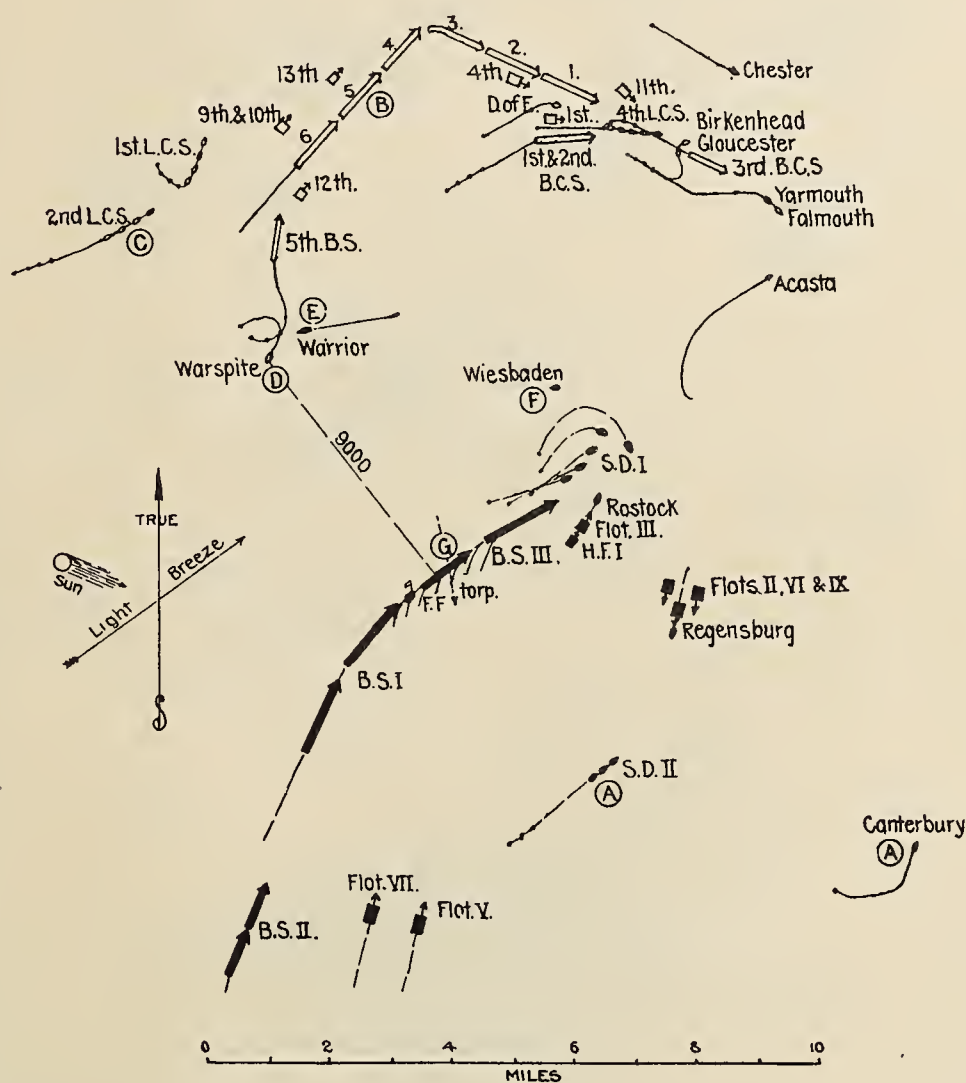 3.
4.
2.
Chester
13th
4th
1.
5.
11th.
9th. & 10th.
B
D. of E.
1st..
4th L.C.S.
Birkenhead
6
Gloucester
1st. L.C.S.
1st. & 2nd.
B.C.S.
3rd. B.C.S
12th.
Yarmouth
Falmouth
2nd L.C.S.
C
5th. B.S.
Acasta
E
Warrior
Warspite
D
Wiesbaden
F
9000
S.D. I
TRUE
Rostock
Flot. III.
H.F. I
G
B.S. III.
Sun
Breeze
Light
F.F
torp.
Flots. II, VI & IX
Regensburg
B.S. I
S.D. II
A
Canterbury
A
Flot. VII.
Flot. V.
B.S. II.
0 2 4 6 8 10
MILES